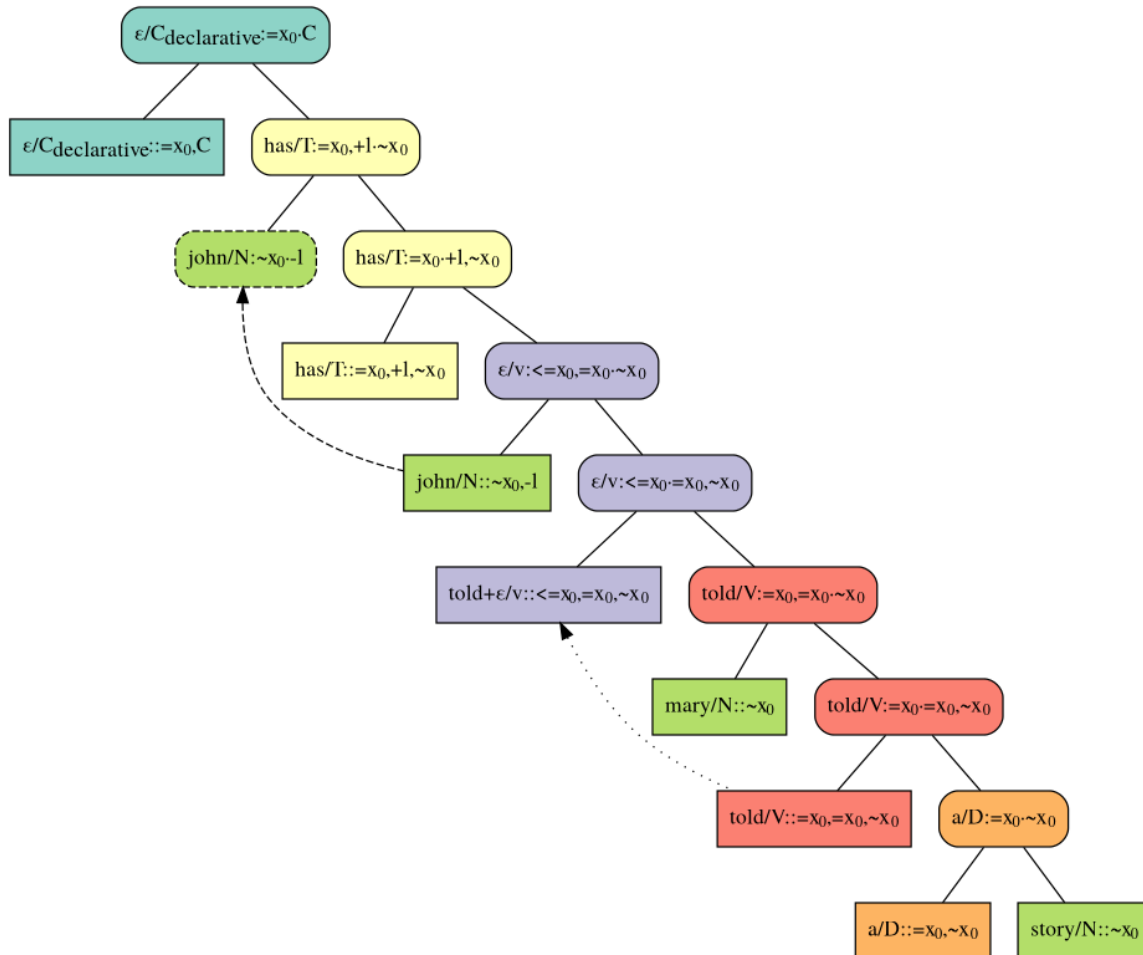 ε/C_declarative:=x₀·C
ε/C_declarative::=x₀,C
has/T:=x₀,+l·~x₀
john/N:~x₀·-l
has/T:=x₀·+l,~x₀
has/T::=x₀,+l,~x₀
ε/v:<=x₀,=x₀·~x₀
john/N::~x₀,-l
ε/v:<=x₀·=x₀,~x₀
told+ε/v::<=x₀,=x₀,~x₀
told/V:=x₀,=x₀·~x₀
mary/N::~x₀
told/V:=x₀·=x₀,~x₀
told/V::=x₀,=x₀,~x₀
a/D:=x₀·~x₀
a/D::=x₀,~x₀
story/N::~x₀